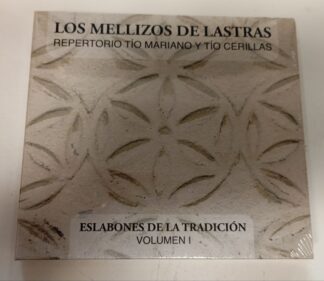 LOS MELLIZOS DE LASTRAS
REPERTORIO TÍO MARIANO Y TÍO CERILLAS
ESLABONES DE LA TRADICIÓN
VOLUMEN I